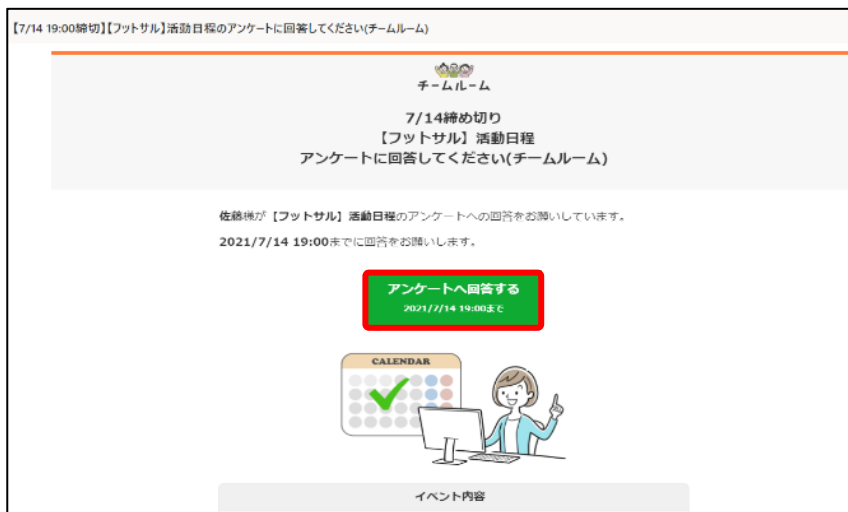 【7/14 19:00締切】【フットサル】活動日程のアンケートに回答してください(チームルーム)
チームルーム
7/14締め切り
【フットサル】活動日程
アンケートに回答してください(チームルーム)
佐藤様が【フットサル】活動日程のアンケートへの回答をお願いしています。
2021/7/14 19:00までに回答をお願いします。
アンケートへ回答する
2021/7/14 19:00まで
CALENDAR
イベント内容